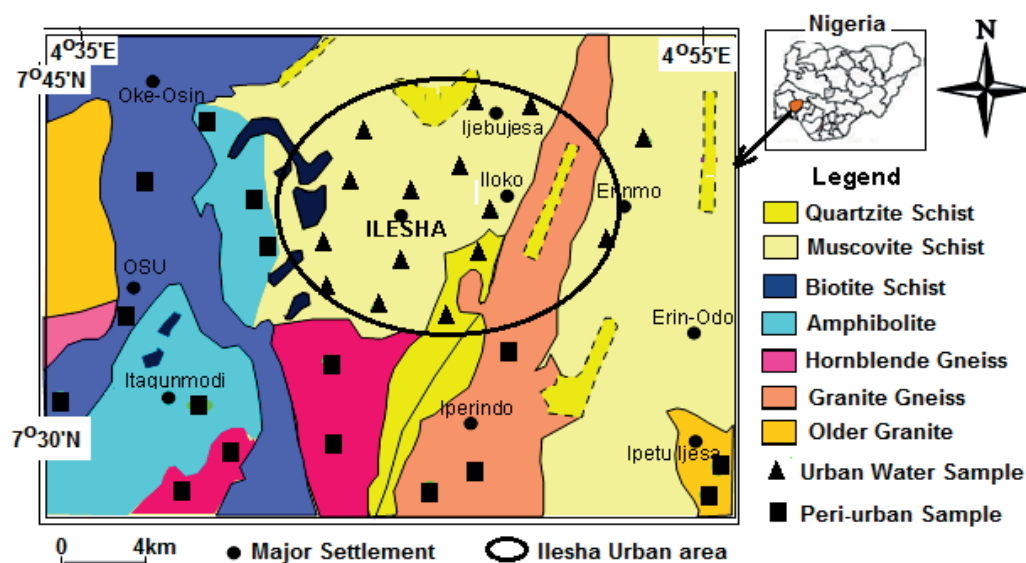 4°35'E
4°55'E
7°45'N
Nigeria
N
Oke-Osin
Ijebujesa
Iloko
Erinmo
ILESHA
OSU
Erin-Odo
Itaqunmodi
Iperindo
7°30'N
Ipetu Ijesa
Legend
Quartzite Schist
Muscovite Schist
Biotite Schist
Amphibolite
Hornblende Gneiss
Granite Gneiss
Older Granite
Urban Water Sample
Peri-urban Sample
0 4km
Major Settlement
Ilesha Urban area